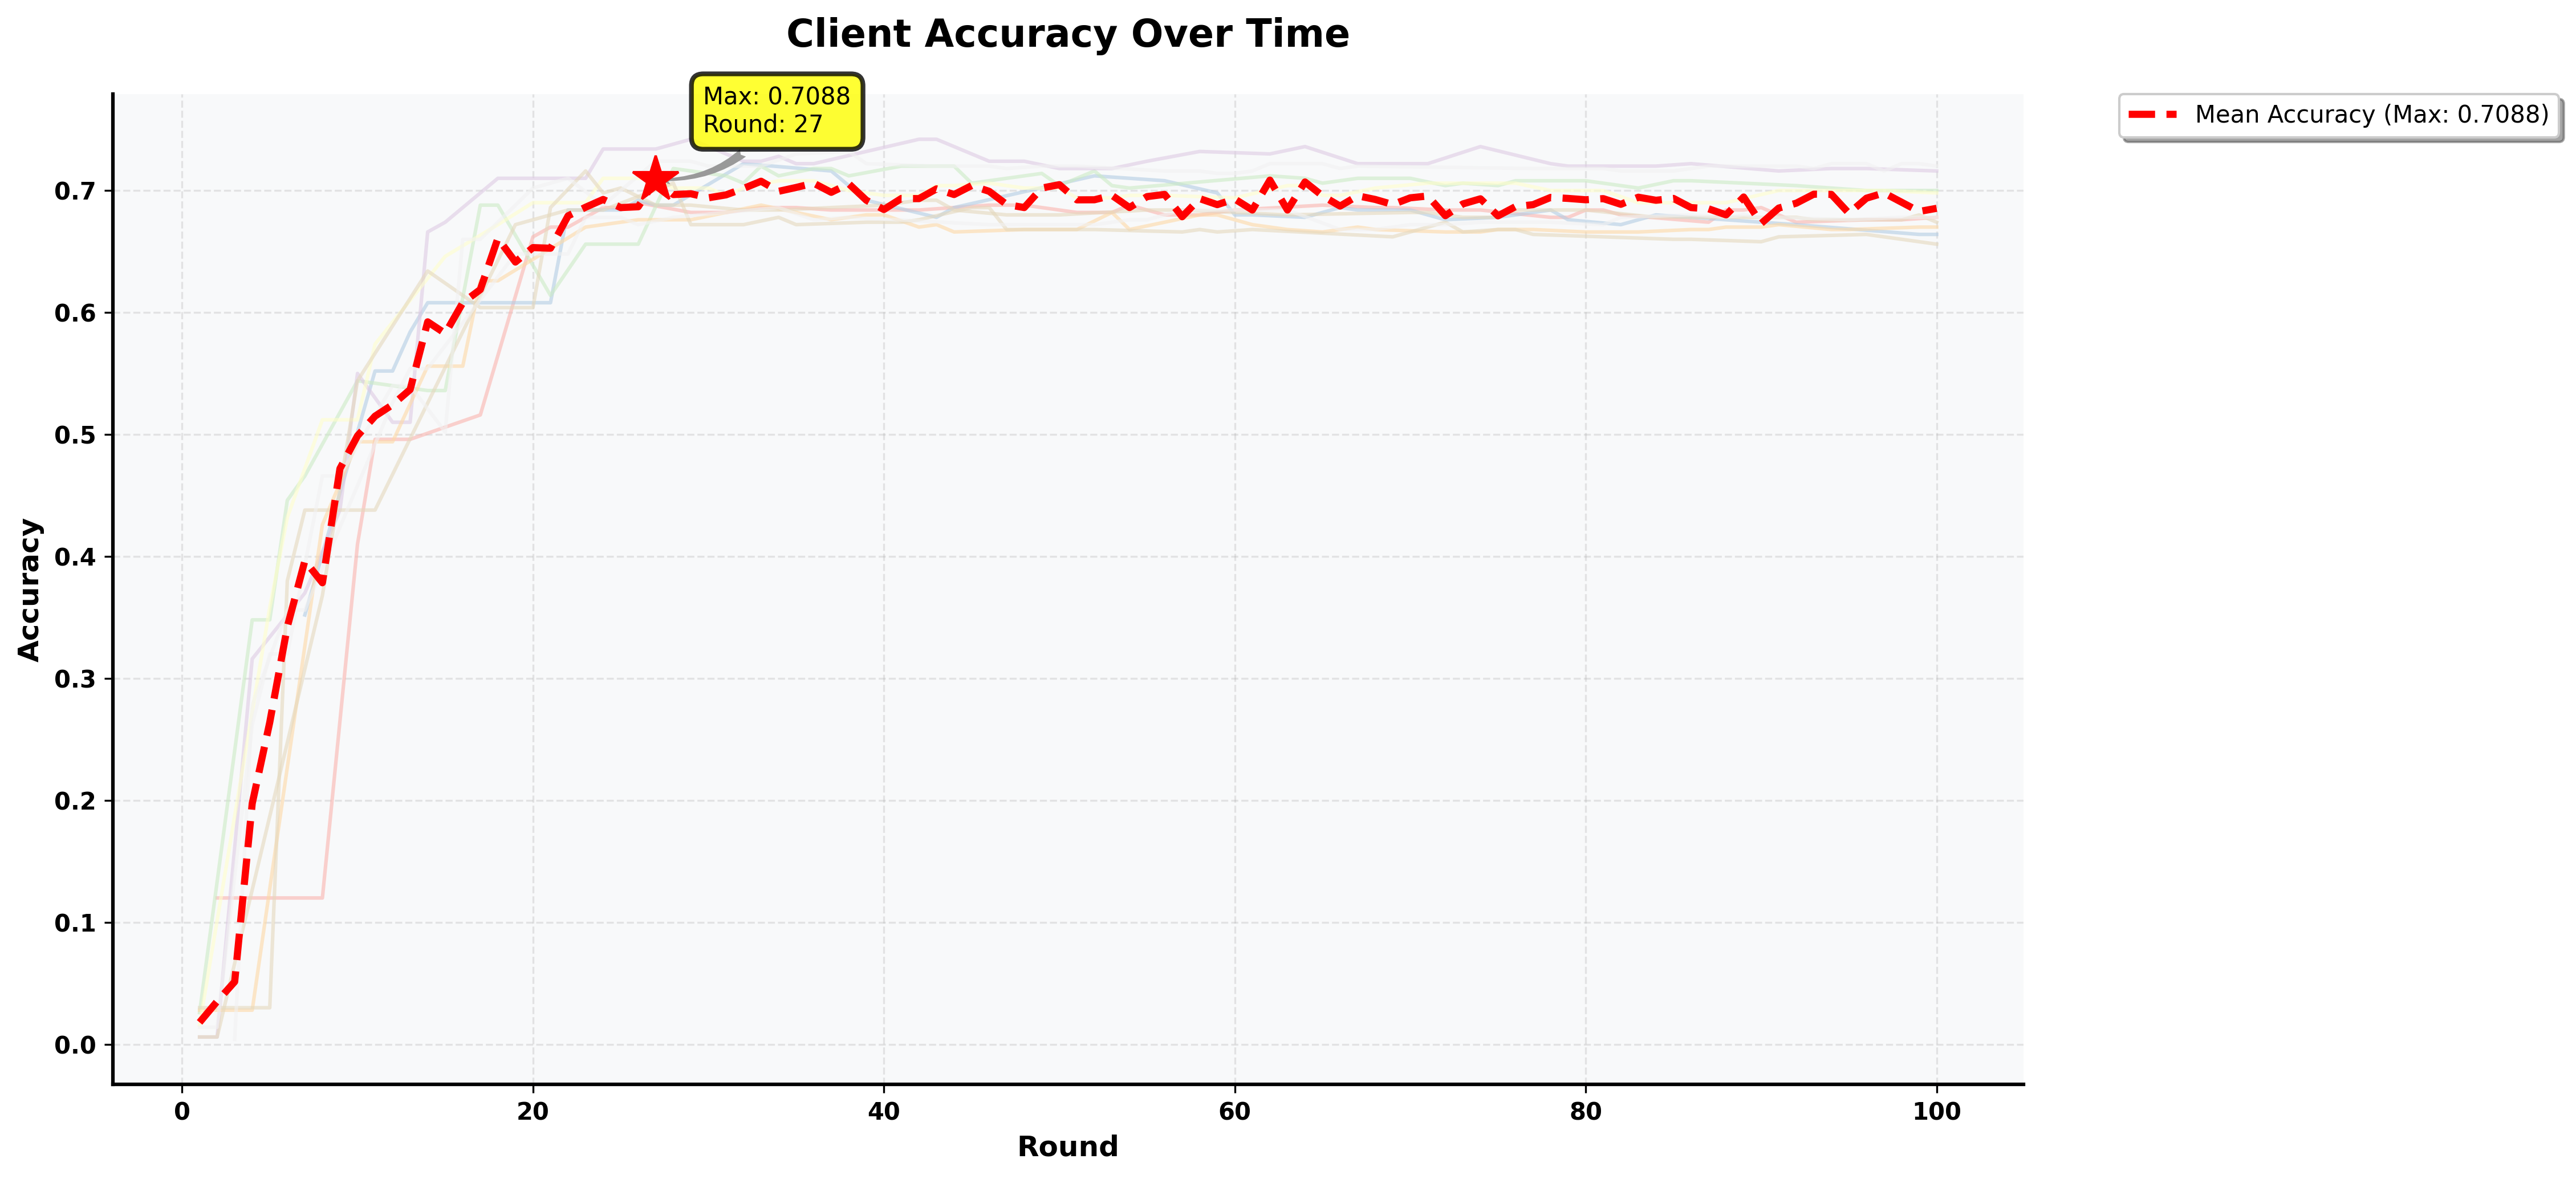 Client Accuracy Over Time
Max: 0.7088
Round: 27
Mean Accuracy (Max: 0.7088)
Accuracy
0.7
0.6
0.5
0.4
0.3
0.2
0.1
0.0
0 20 40 60 80 100
Round